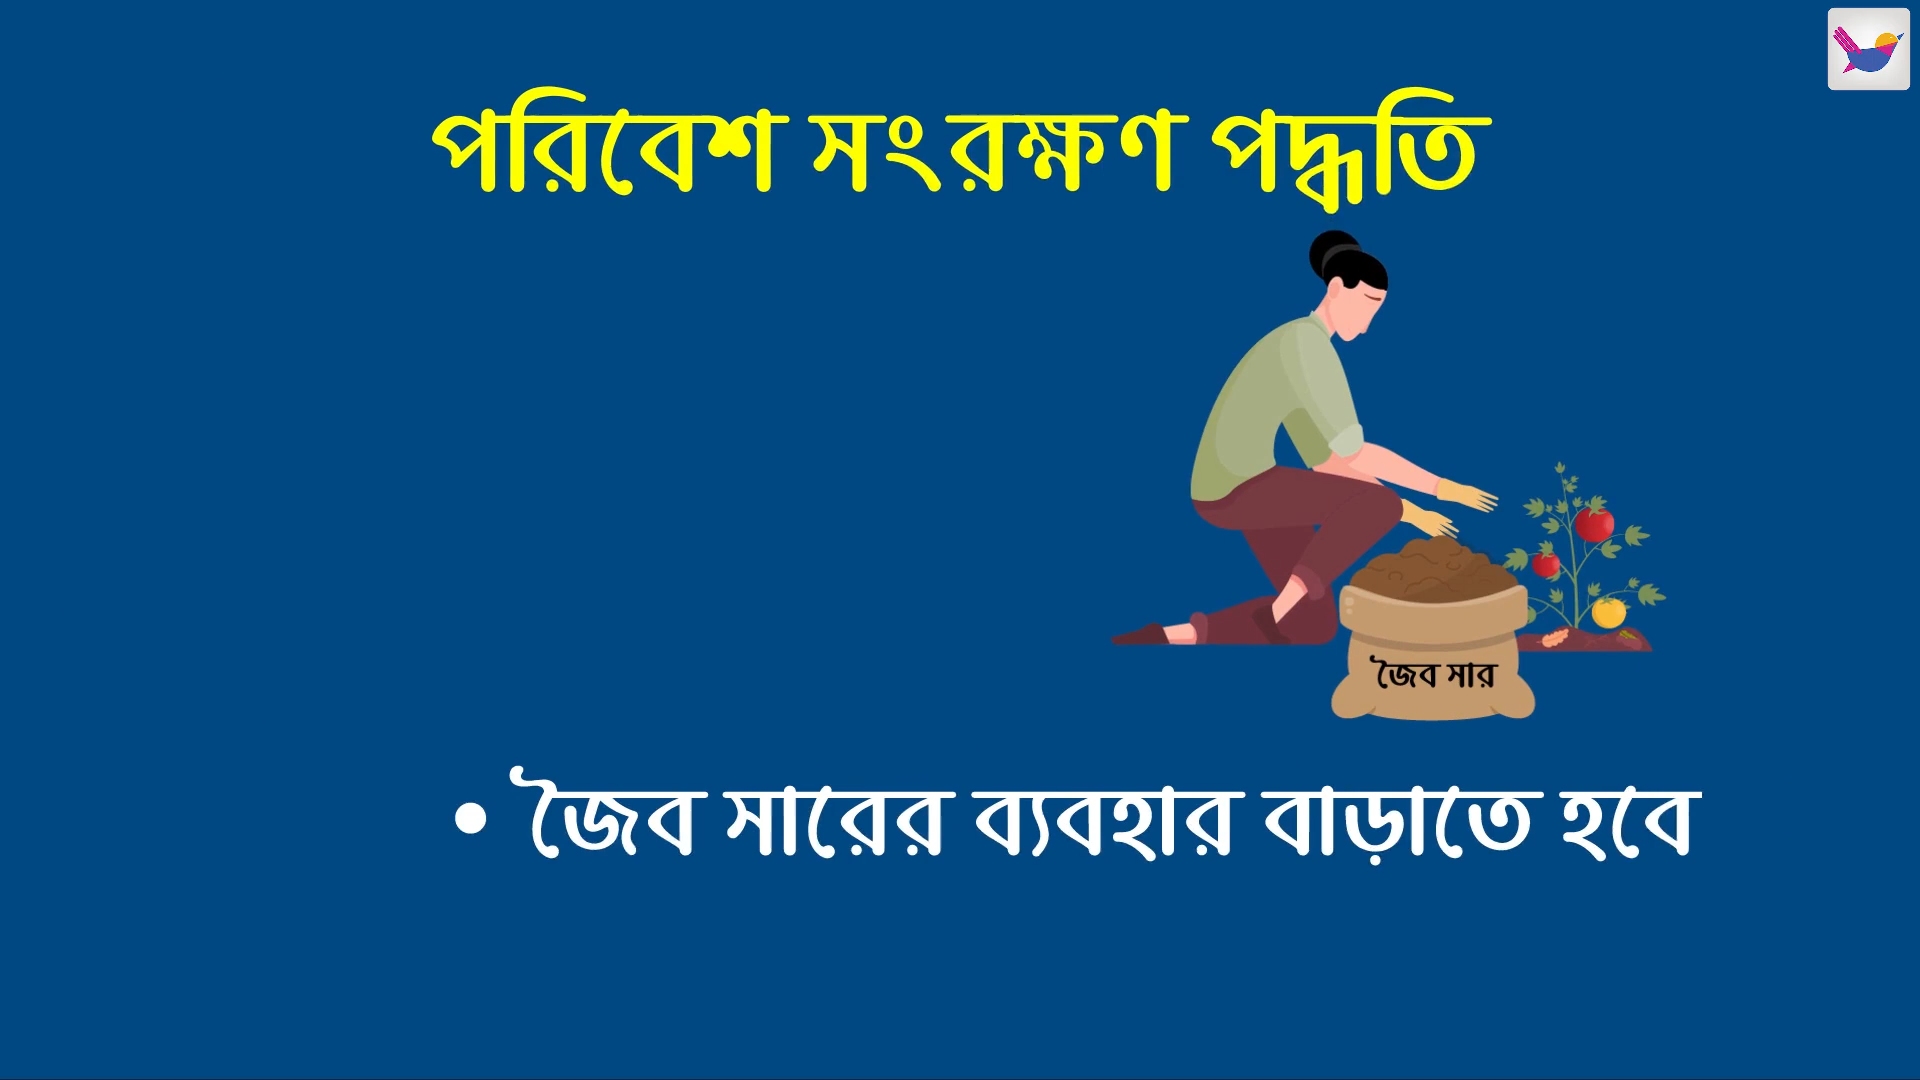 পরিবেশ সংরক্ষণ পদ্ধতি
জৈব সার
• জৈব সারের ব্যবহার বাড়াতে হবে